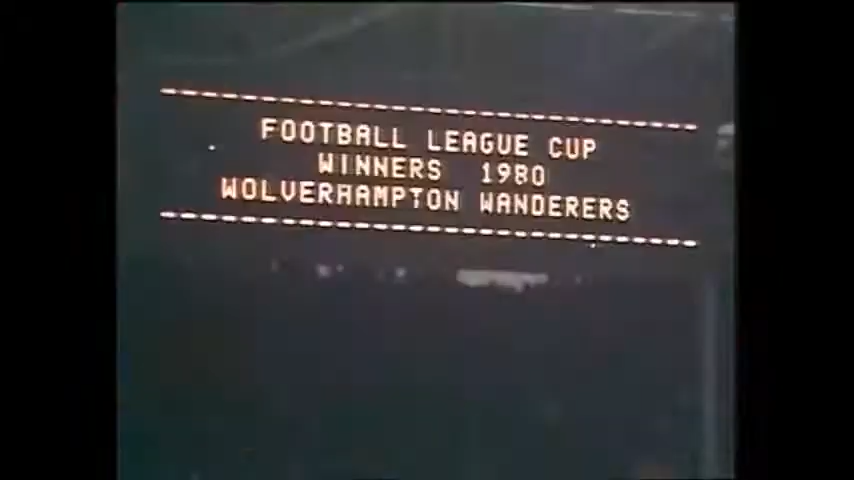 FOOTBALL LEAGUE CUP
WINNERS 1980
WOLVERHAMPTON WANDERERS